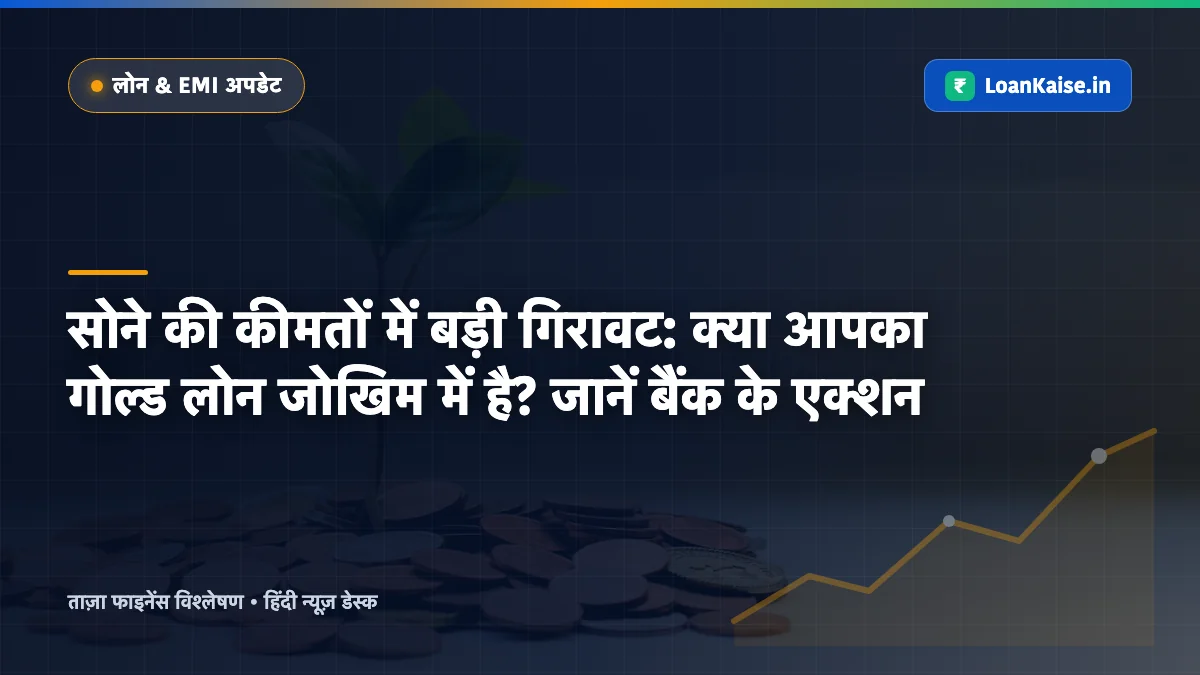 लोन & EMI अपडेट
₹ LoanKaise.in
सोने की कीमतों में बड़ी गिरावट: क्या आपका
गोल्ड लोन जोखिम में है? जानें बैंक के एक्शन
ताज़ा फाइनेंस विश्लेषण • हिंदी न्यूज़ डेस्क